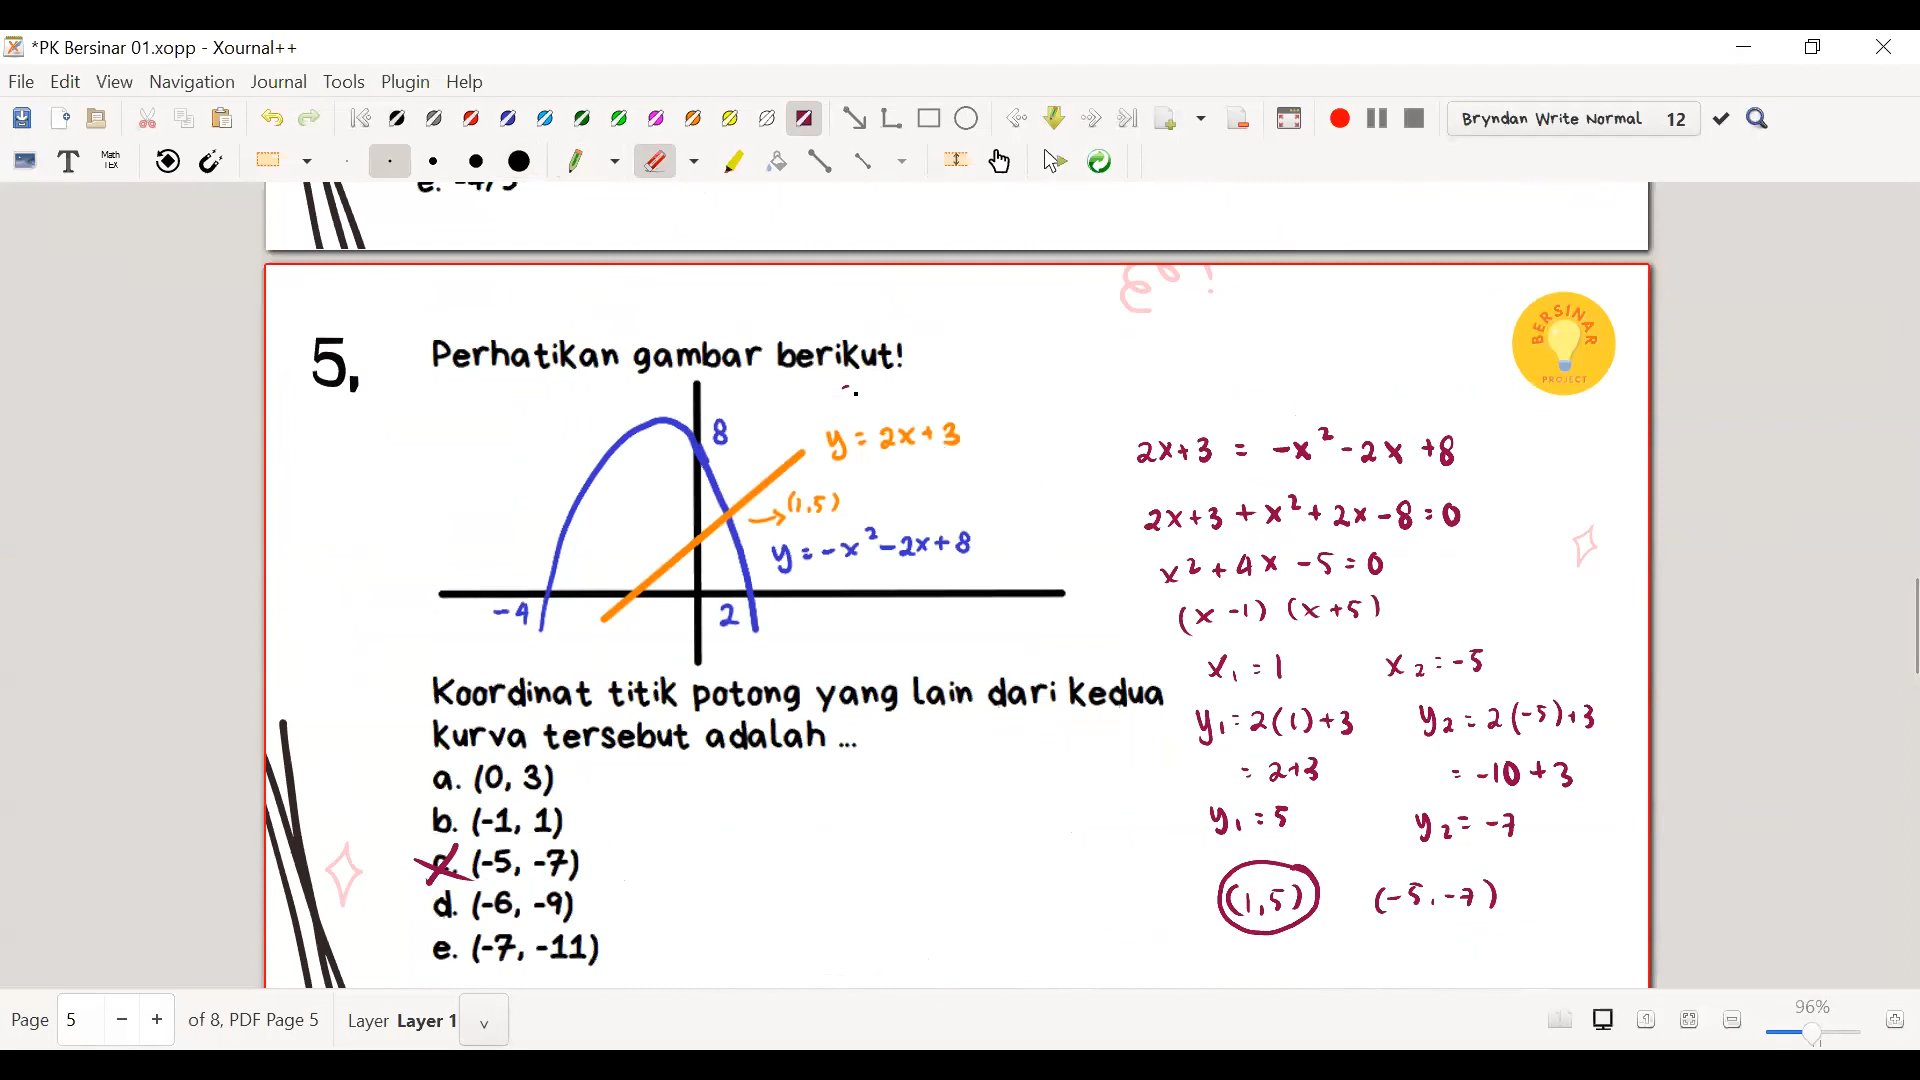 *PK Bersinar 01.xopp - Xournal++
File Edit View Navigation Journal Tools Plugin Help
Bryndan Write Normal 12
T Math TEX
e. -4/5
BERSINAR
PROJECT
5,
Perhatikan gambar berikut!
8
y = 2x+3
(1,5)
y = -x²-2x+8
-4
2
Koordinat titik potong yang lain dari kedua
kurva tersebut adalah ...
a. (0, 3)
b. (-1, 1)
(-5, -7)
d. (-6, -9)
e. (-7, -11)
2x+3 = -x²-2x+8
2x+3+x²+2x-8=0
x²+4x-5=0
(x-1) (x+5)
x₁=1 x₂=-5
y₁=2(1)+3 y₂=2(-5)+3
=2+3 =-10+3
y₁=5 y₂=-7
(1,5) (-5,-7)
Page 5 − + of 8, PDF Page 5 Layer Layer 1 v
96%